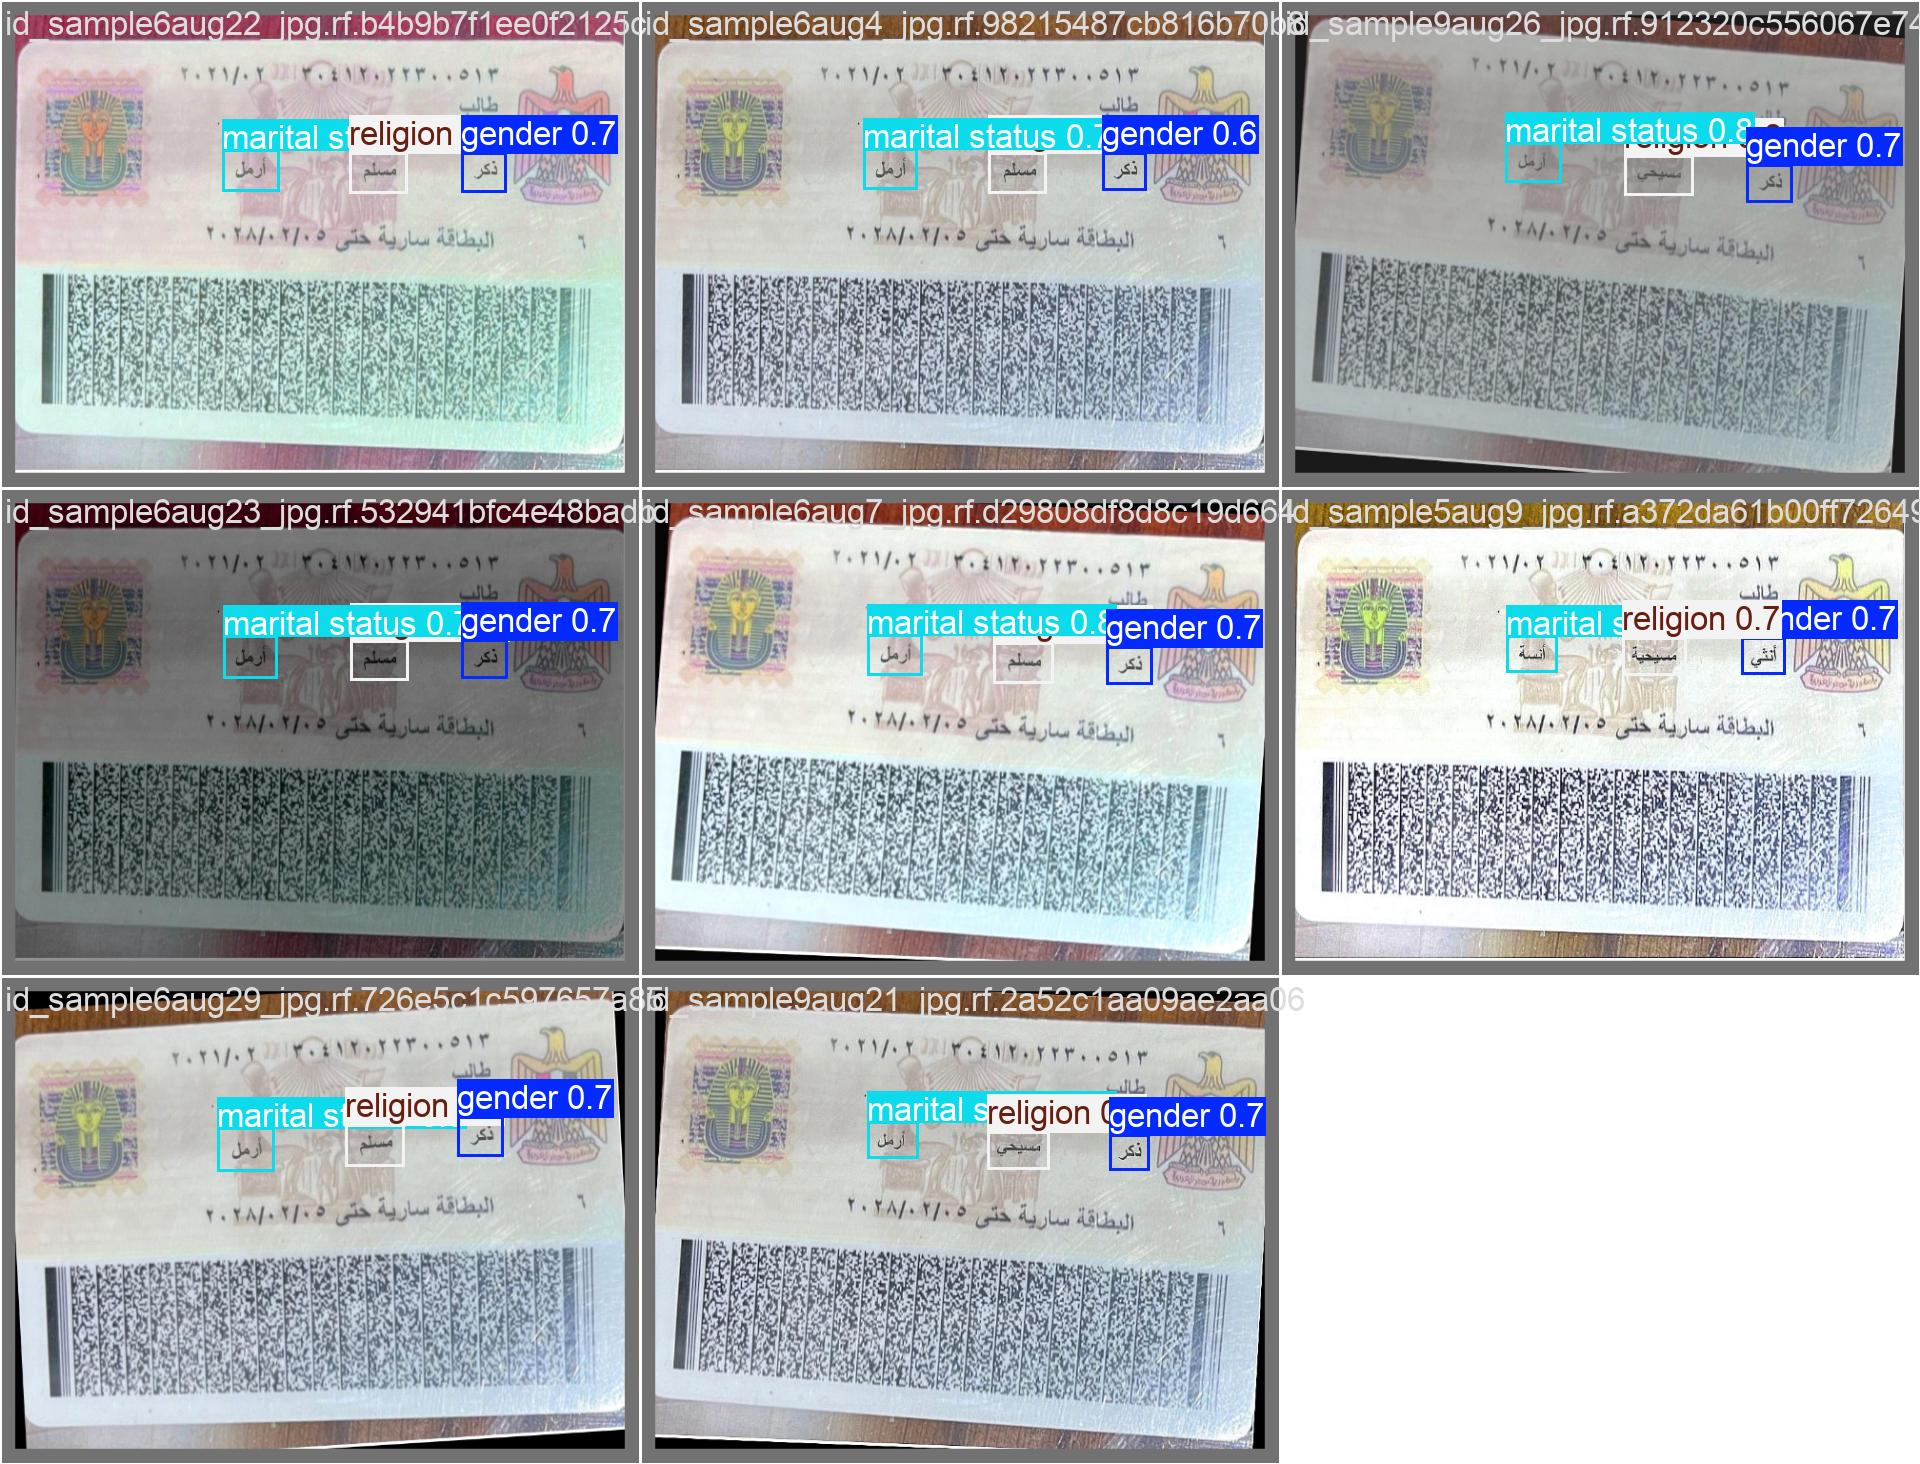 id_sample6aug22_jpg.rf.b4b9b7f1ee0f2125c
٢٠٢١/٠٢ ٣٠٤١٢٠٢٢٣٠٠٥١٣
طالب
marital st religion gender 0.7
ذكر مسلم أرمل
البطاقة سارية حتى ٢٠٢٨/٠٢/٠٥
٦
id_sample6aug4_jpg.rf.98215487cb816b70b8
٢٠٢١/٠٢ ٣٠٤١٢٠٢٢٣٠٠٥١٣
طالب
marital status 0.7 gender 0.6
ذكر مسلم أرمل
البطاقة سارية حتى ٢٠٢٨/٠٢/٠٥
٦
id_sample9aug26_jpg.rf.912320c556067e74
٢٠٢١/٠٢ ٣٠٤١٢٠٢٢٣٠٠٥١٣
marital status 0.8 religion gender 0.7
ذكر مسيحي أرمل
البطاقة سارية حتى ٢٠٢٨/٠٢/٠٥
٦
id_sample6aug23_jpg.rf.532941bfc4e48badb
٢٠٢١/٠٢ ٣٠٤١٢٠٢٢٣٠٠٥١٣
طالب
marital status 0.7 gender 0.7
ذكر مسلم أرمل
البطاقة سارية حتى ٢٠٢٨/٠٢/٠٥
٦
id_sample6aug7_jpg.rf.d29808df8d8c19d664
٢٠٢١/٠٢ ٣٠٤١٢٠٢٢٣٠٠٥١٣
طالب
marital status 0.8 gender 0.7
ذكر مسلم أرمل
البطاقة سارية حتى ٢٠٢٨/٠٢/٠٥
٦
id_sample5aug9_jpg.rf.a372da61b00ff72649
٢٠٢١/٠٢ ٣٠٤١٢٠٢٢٣٠٠٥١٣
طالب
marital s religion 0.7 nder 0.7
أنثي مسيحية أنسة
البطاقة سارية حتى ٢٠٢٨/٠٢/٠٥
٦
id_sample6aug29_jpg.rf.726e5c1c597657a8b
٢٠٢١/٠٢ ٣٠٤١٢٠٢٢٣٠٠٥١٣
طالب
marital st religion gender 0.7
ذكر مسلم أرمل
البطاقة سارية حتى ٢٠٢٨/٠٢/٠٥
٦
id_sample9aug21_jpg.rf.2a52c1aa09ae2aa06
٢٠٢١/٠٢ ٣٠٤١٢٠٢٢٣٠٠٥١٣
طالب
marital s religion 0 gender 0.7
ذكر مسيحي أرمل
البطاقة سارية حتى ٢٠٢٨/٠٢/٠٥
٦